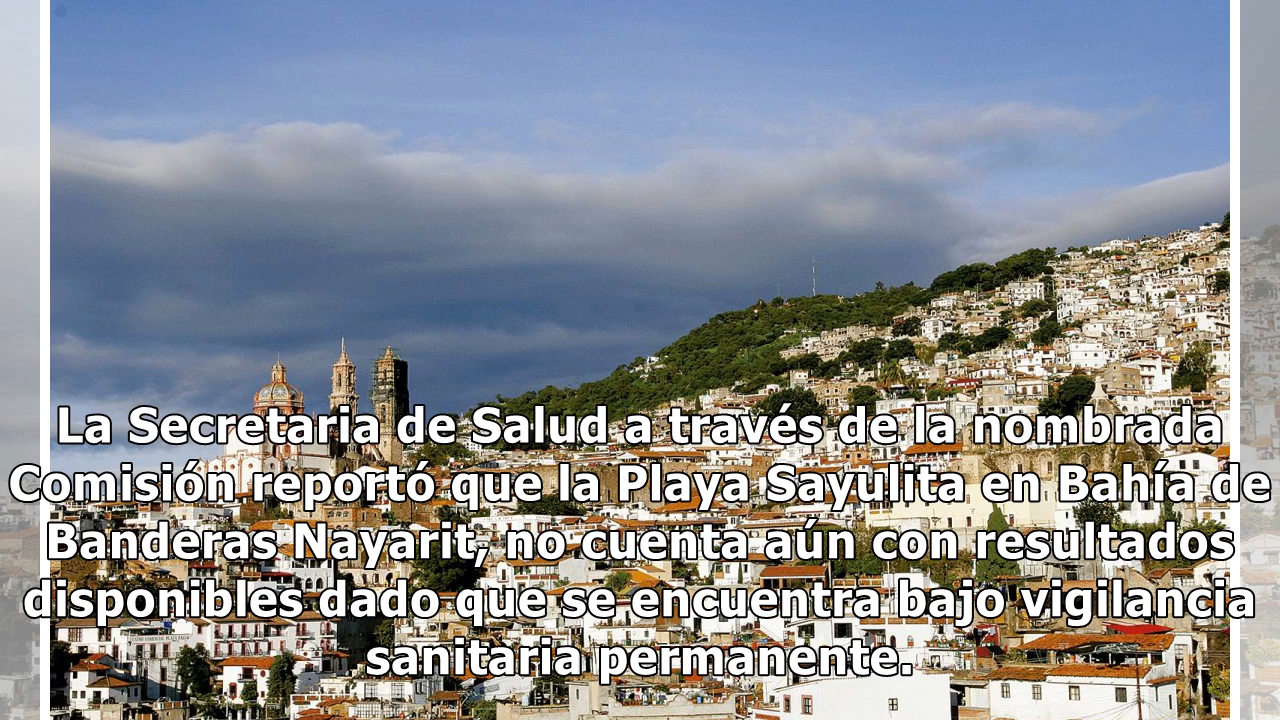 La Secretaria de Salud a través de la nombrada
Comisión reportó que la Playa Sayulita en Bahía de
Banderas Nayarit, no cuenta aún con resultados
disponibles dado que se encuentra bajo vigilancia
sanitaria permanente.